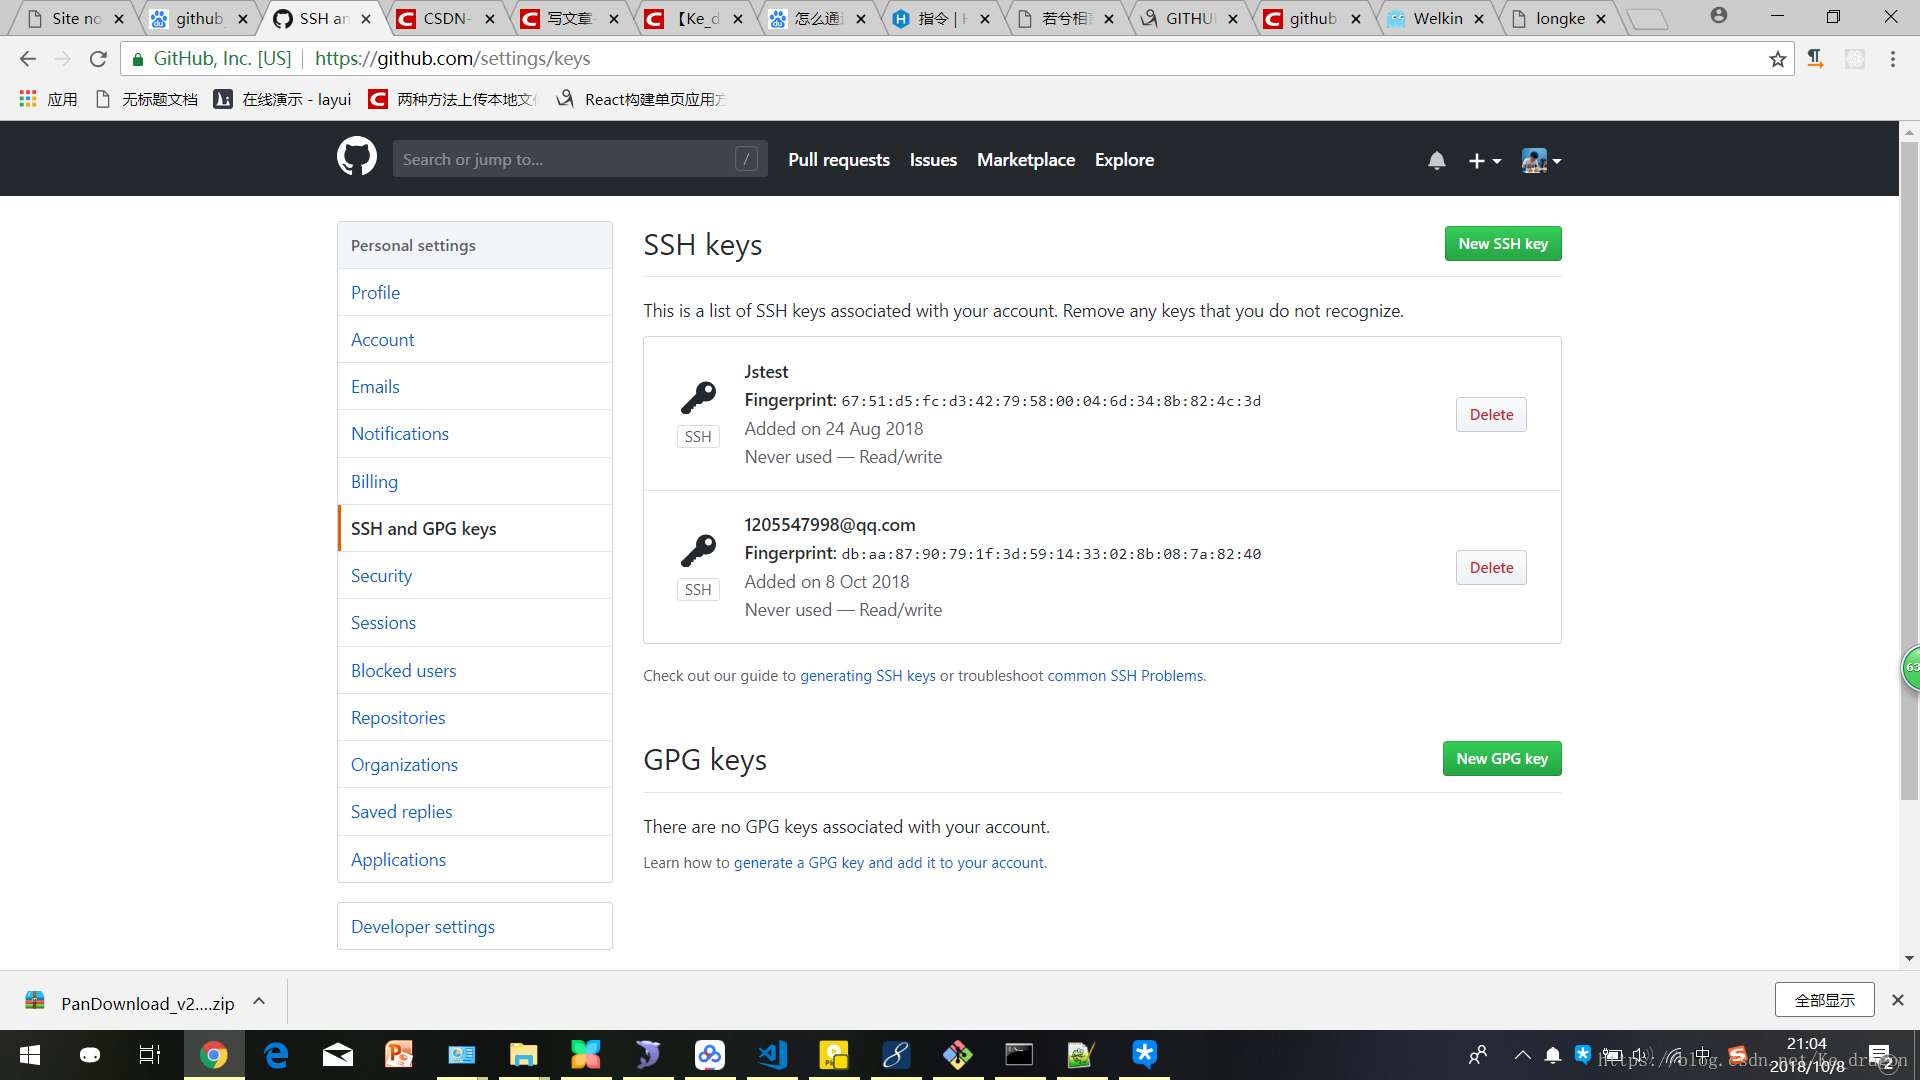 Site no
github_
SSH an
CSDN-
写文章-
【Ke_d
怎么通过
指令 | H
若兮相言
GITHU
github
Welkin
longke
GitHub, Inc. [US] https://github.com/settings/keys
应用
无标题文档
在线演示 - layui
两种方法上传本地文
React构建单页应用方
Search or jump to...
/
Pull requests
Issues
Marketplace
Explore
Personal settings
Profile
Account
Emails
Notifications
Billing
SSH and GPG keys
Security
Sessions
Blocked users
Repositories
Organizations
Saved replies
Applications
Developer settings
SSH keys
New SSH key
This is a list of SSH keys associated with your account. Remove any keys that you do not recognize.
Jstest
Fingerprint: 67:51:d5:fc:d3:42:79:58:00:04:6d:34:8b:82:4c:3d
Added on 24 Aug 2018
Never used — Read/write
SSH
Delete
1205547998@qq.com
Fingerprint: db:aa:87:90:79:1f:3d:59:14:33:02:8b:08:7a:82:40
Added on 8 Oct 2018
Never used — Read/write
SSH
Delete
Check out our guide to generating SSH keys or troubleshoot common SSH Problems.
GPG keys
New GPG key
There are no GPG keys associated with your account.
Learn how to generate a GPG key and add it to your account.
63
PanDownload_v2....zip
全部显示
中
21:04
2018/10/8
2
https://blog.csdn.net/Ke_dragon